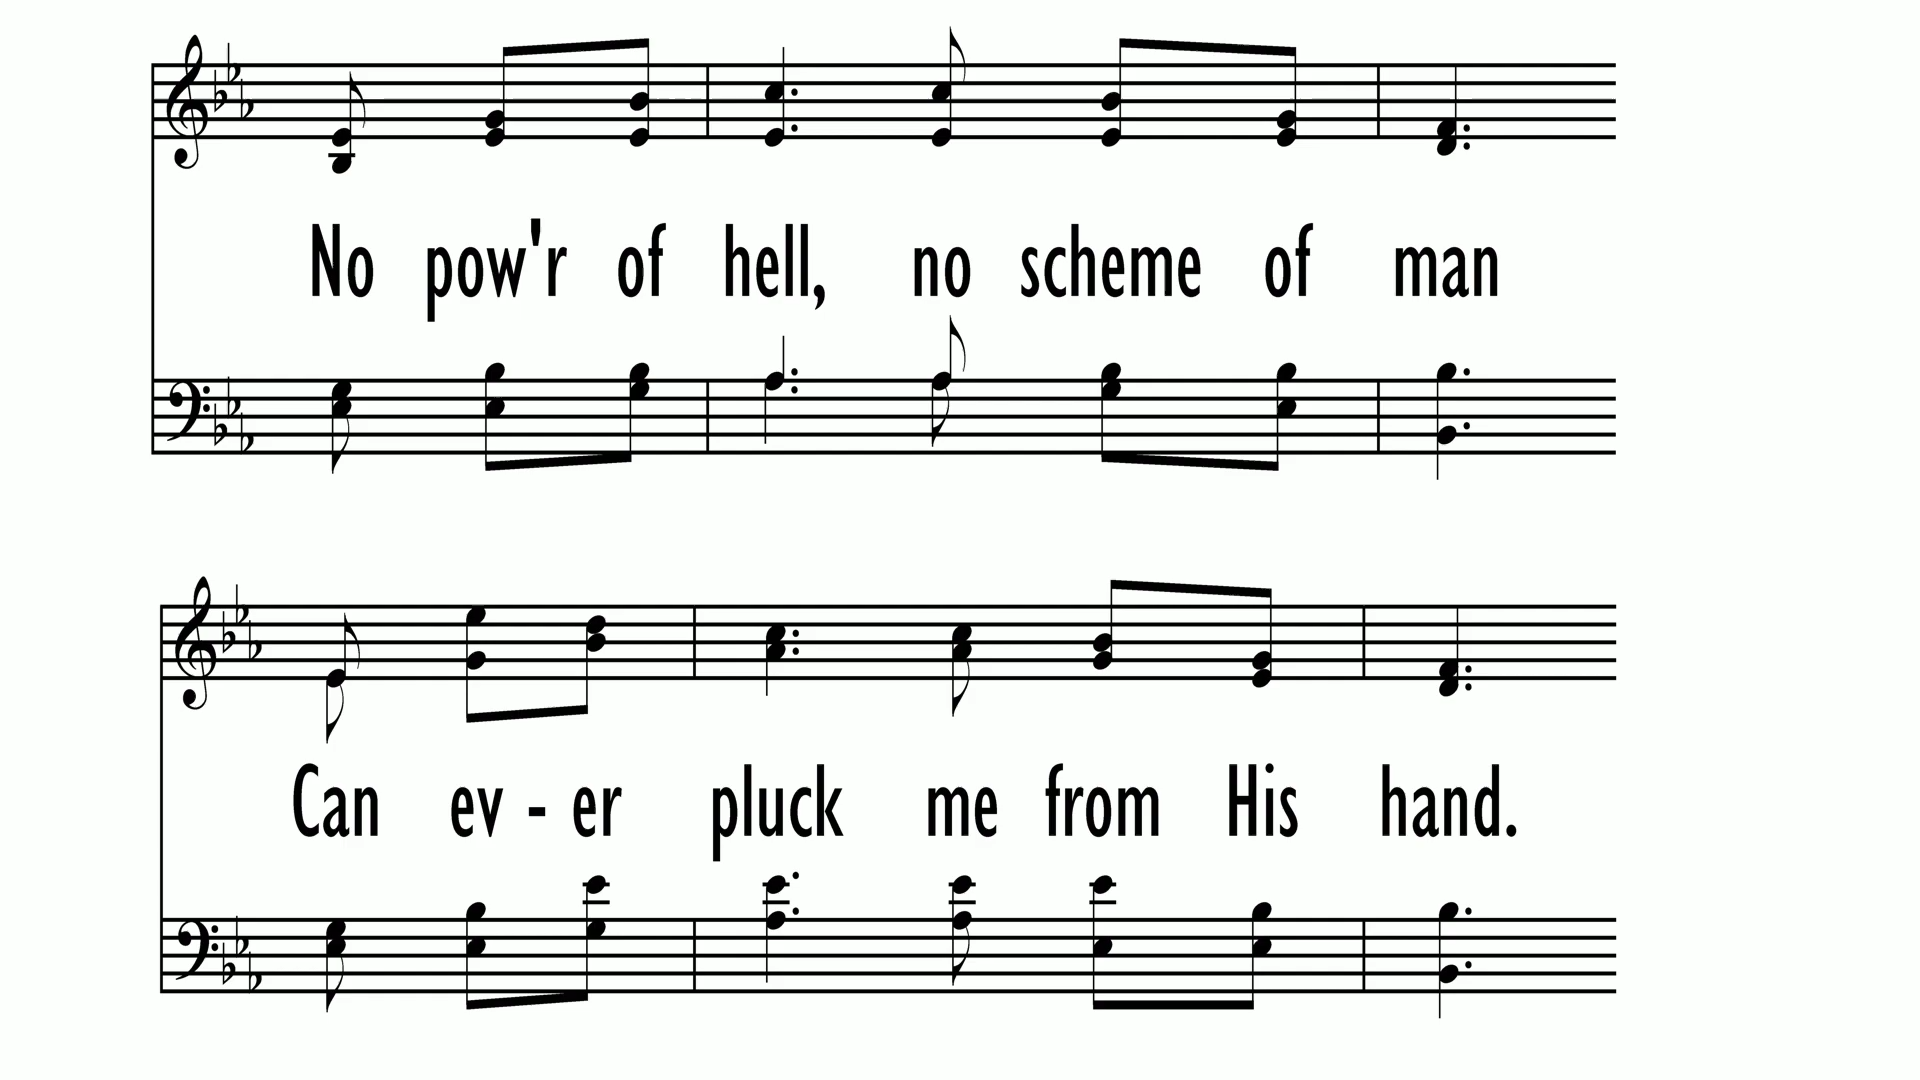 No pow'r of hell, no scheme of man
Can ev - er pluck me from His hand.